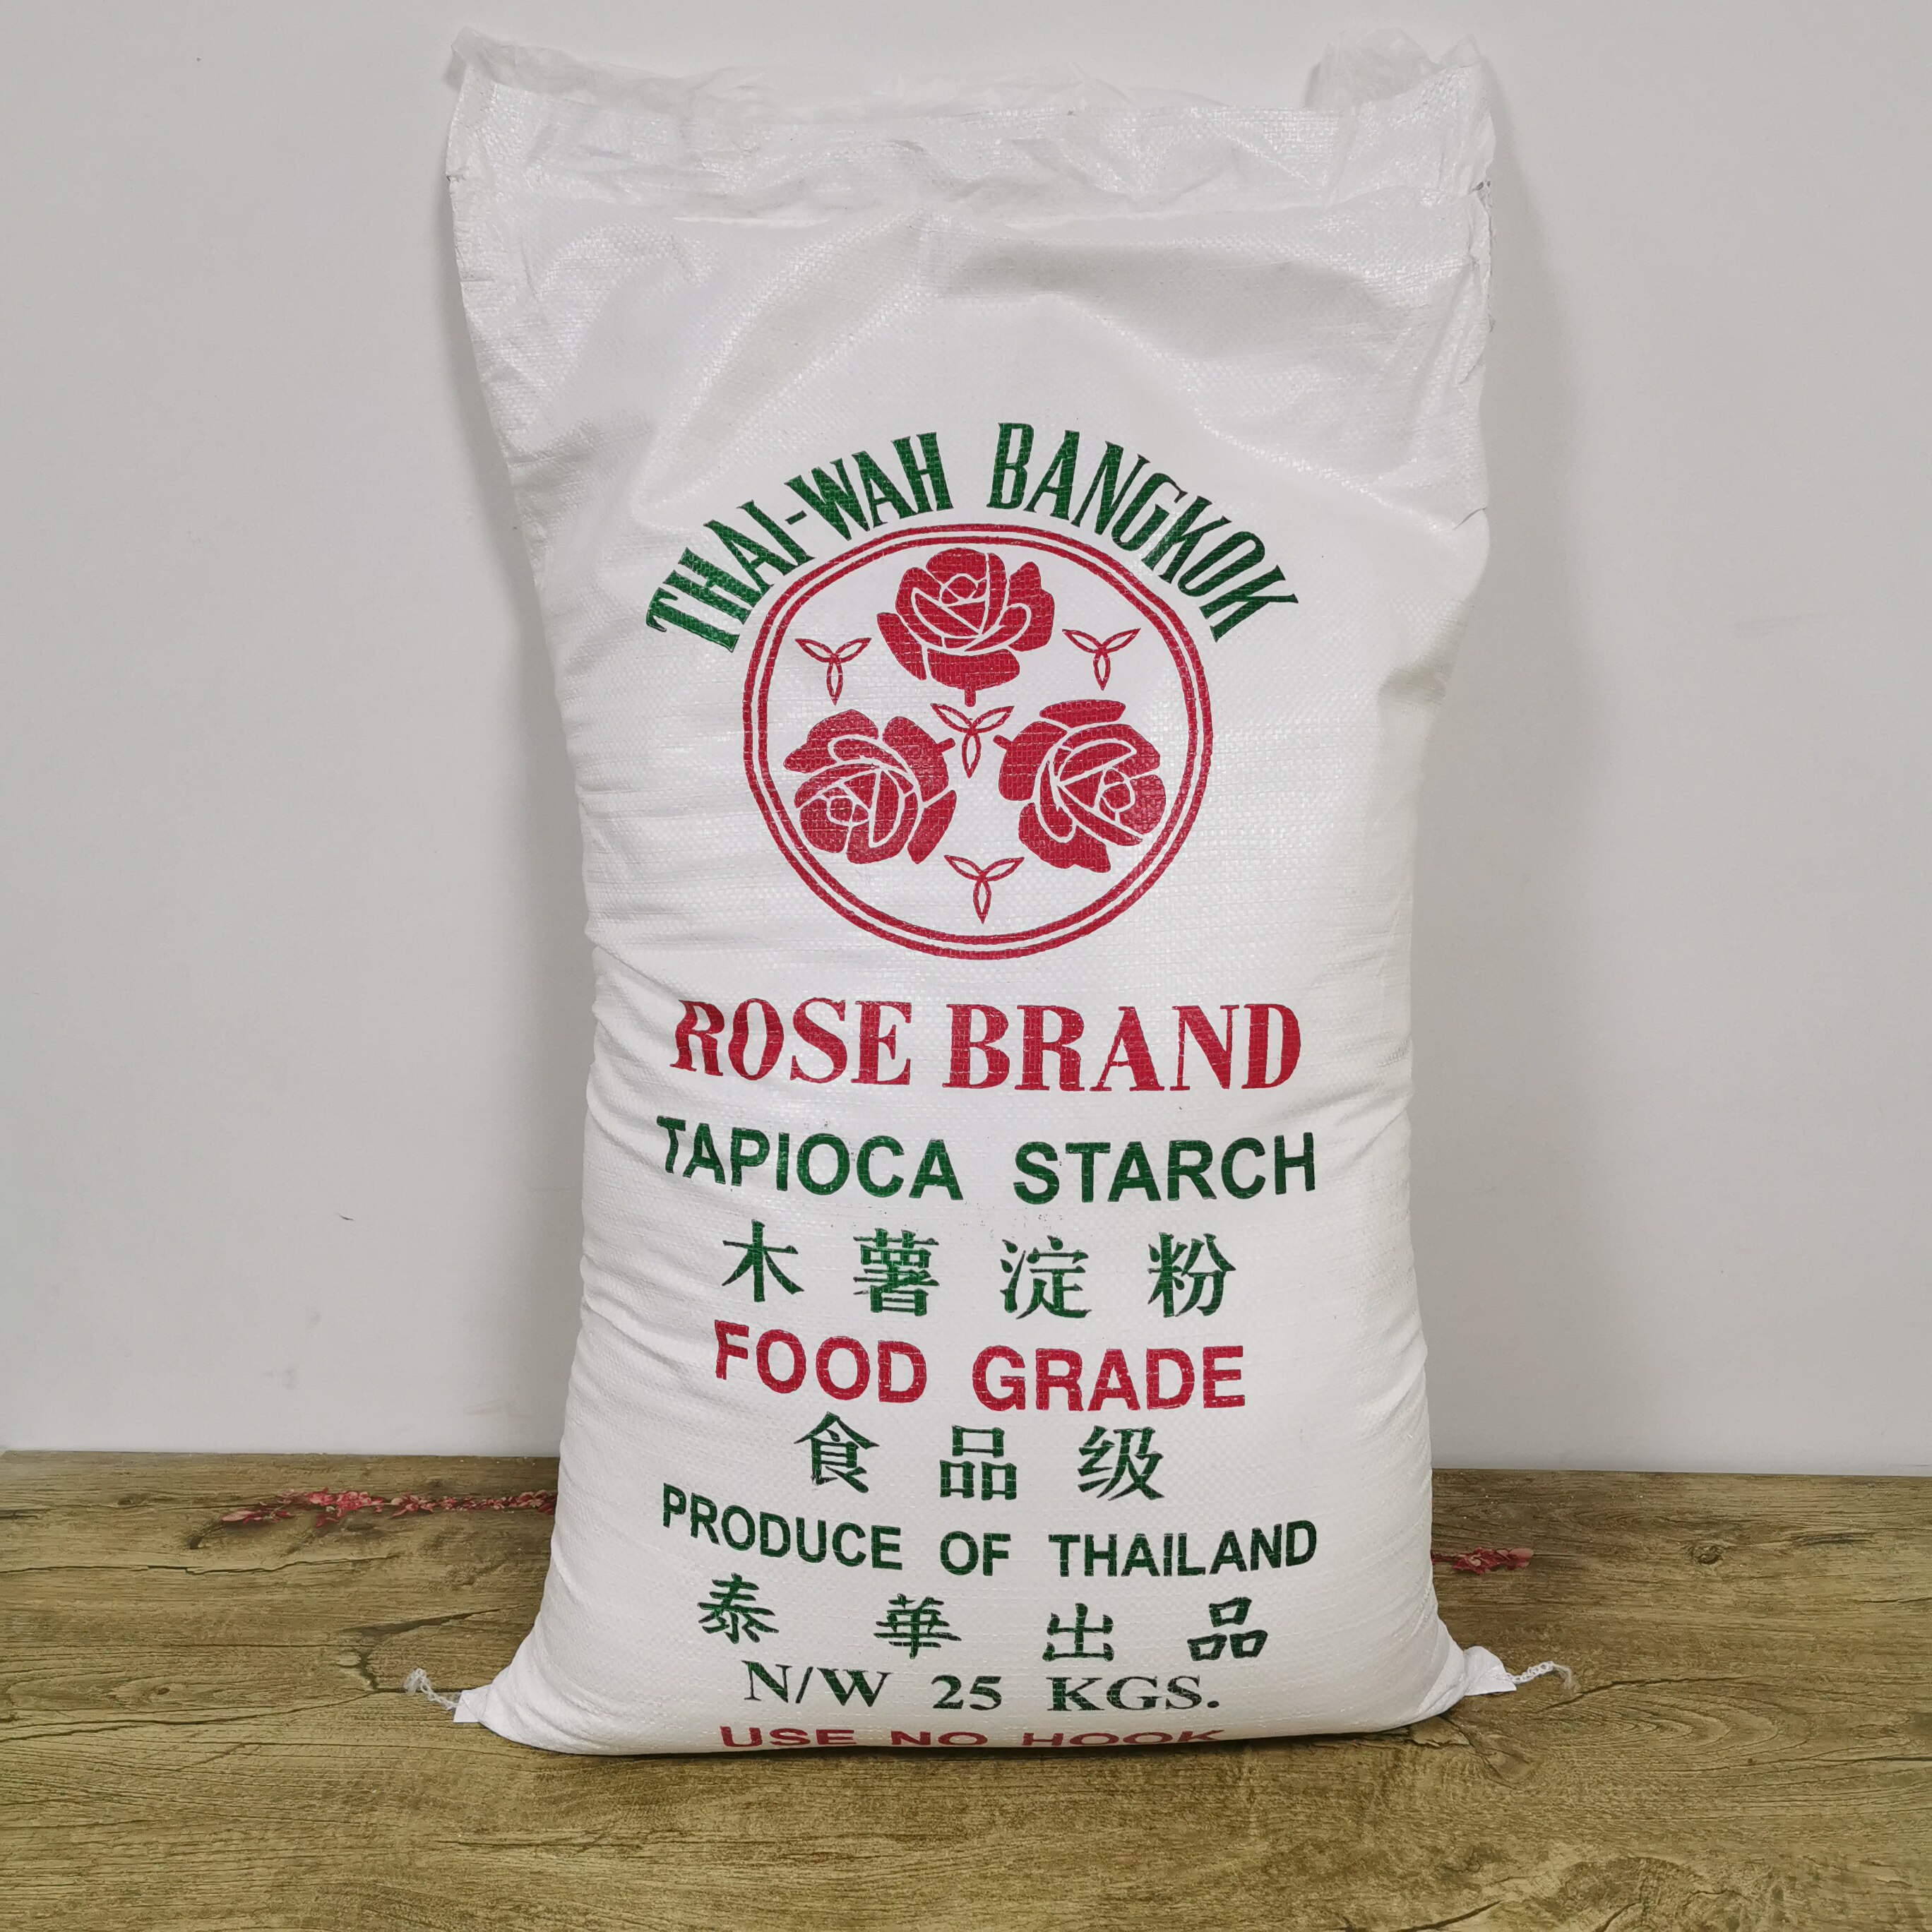 THAI-WAH BANGKOK
ROSE BRAND
TAPIOCA STARCH
木薯淀粉
FOOD GRADE
食品级
PRODUCE OF THAILAND
泰華出品
N/W 25 KGS.
USE NO HOOK